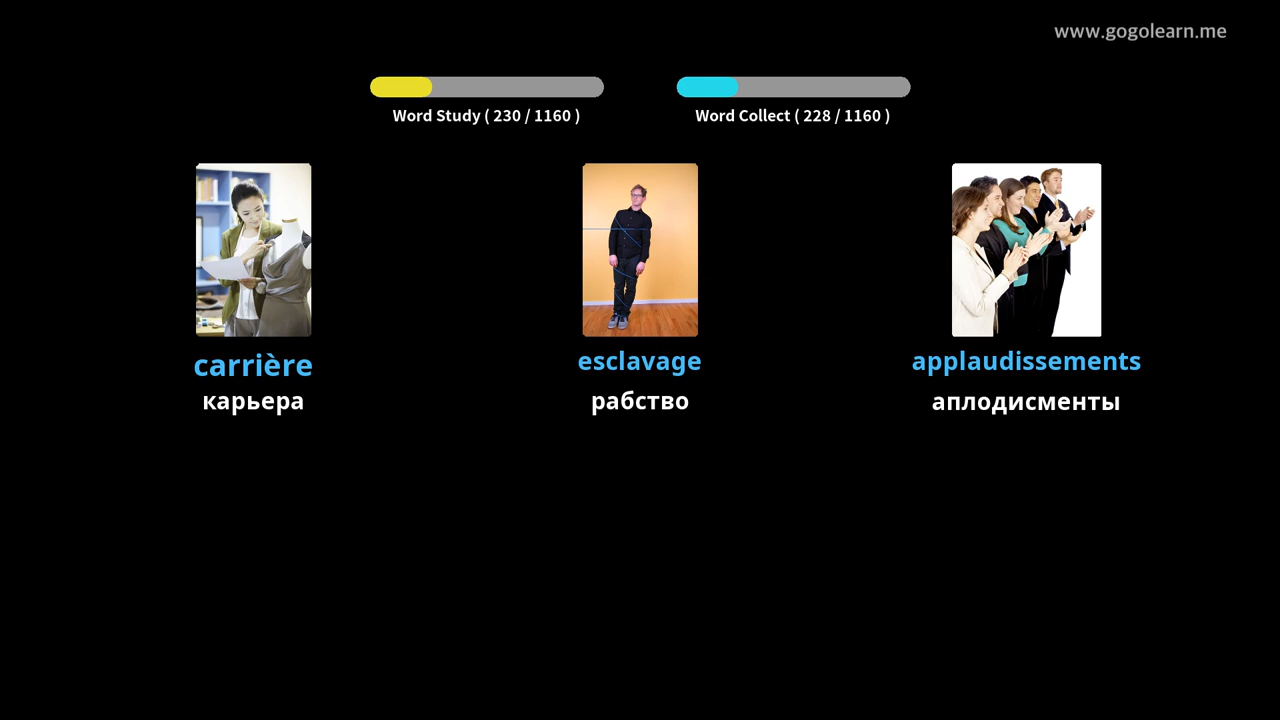 www.gogolearn.me
Word Study ( 230 / 1160 )
Word Collect ( 228 / 1160 )
carrière
карьера
esclavage
рабство
applaudissements
аплодисменты